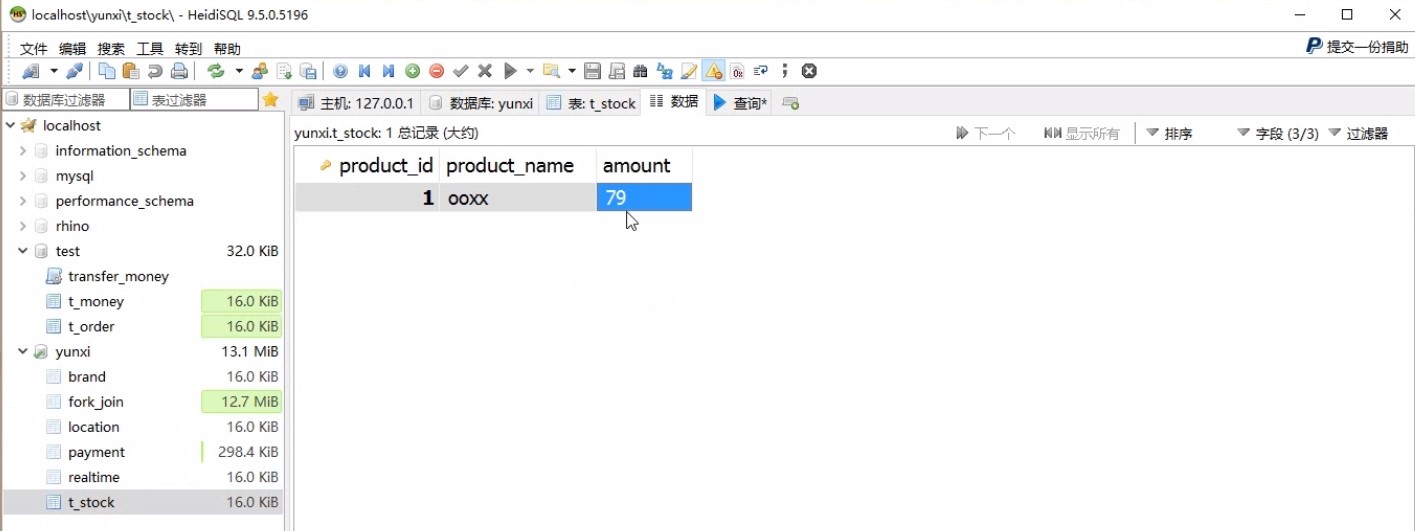 localhost\yunxi\t_stock\ - HeidiSQL 9.5.0.5196
文件 编辑 搜索 工具 转到 帮助
提交一份捐助
数据库过滤器 表过滤器
主机: 127.0.0.1 数据库: yunxi 表: t_stock 数据 查询*
localhost
yunxi.t_stock: 1 总记录 (大约) 下一个 显示所有 排序 字段 (3/3) 过滤器
information_schema
product_id product_name amount
mysql
1 ooxx 79
performance_schema
rhino
test 32.0 KiB
transfer_money
t_money 16.0 KiB
t_order 16.0 KiB
yunxi 13.1 MiB
brand 16.0 KiB
fork_join 12.7 MiB
location 16.0 KiB
payment 298.4 KiB
realtime 16.0 KiB
t_stock 16.0 KiB